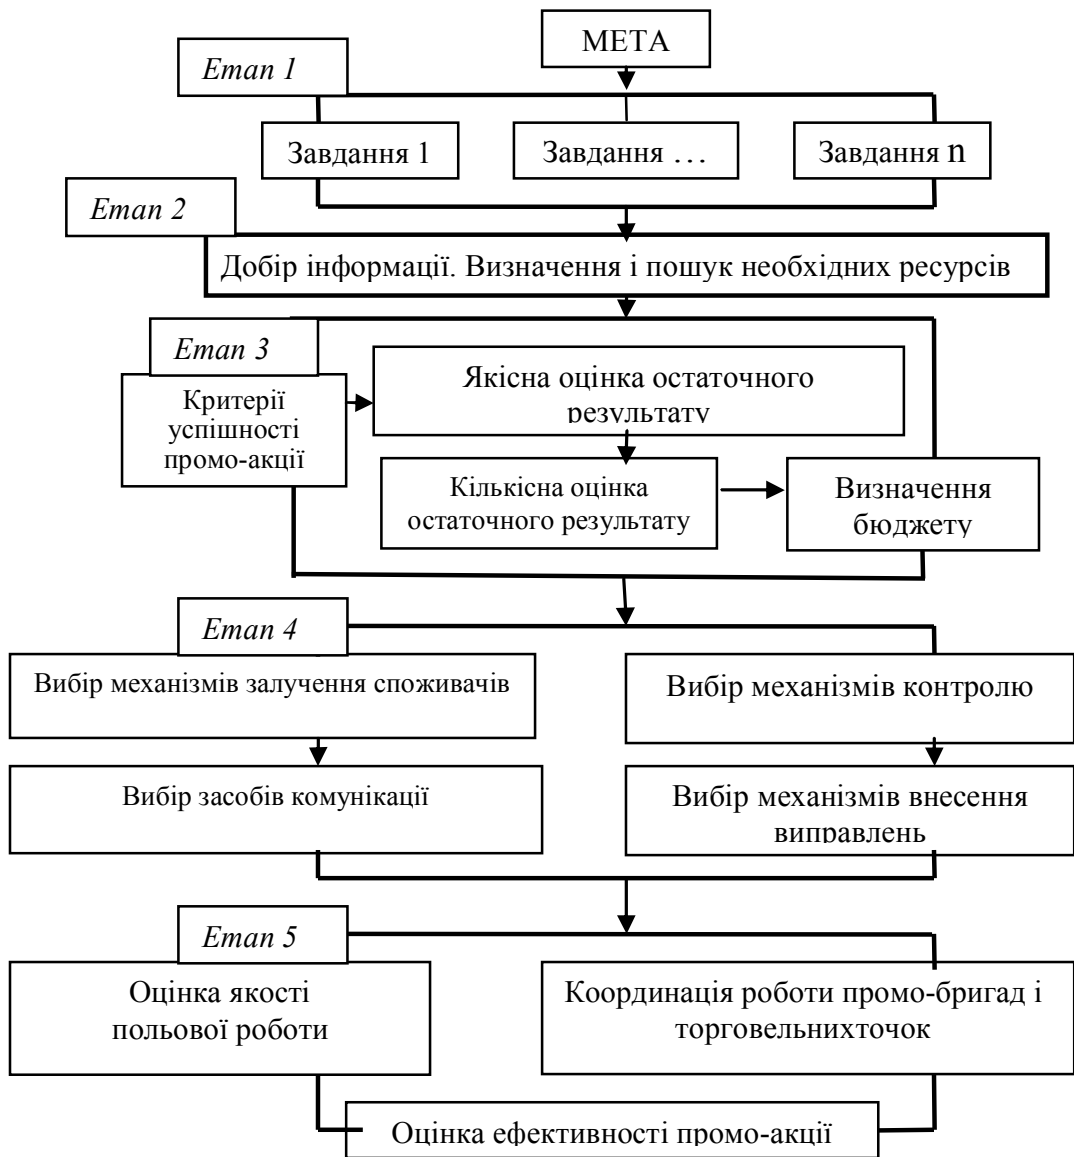 МЕТА
Етап 1
Завдання 1
Завдання …
Завдання n
Етап 2
Добір інформації. Визначення і пошук необхідних ресурсів
Етап 3
Критерії
успішності
промо-акції
Якісна оцінка остаточного
результату
Кількісна оцінка
остаточного результату
Визначення
бюджету
Етап 4
Вибір механізмів залучення споживачів
Вибір механізмів контролю
Вибір засобів комунікації
Вибір механізмів внесення
виправлень
Етап 5
Оцінка якості
польової роботи
Координація роботи промо-бригад і
торговельнихточок
Оцінка ефективності промо-акції